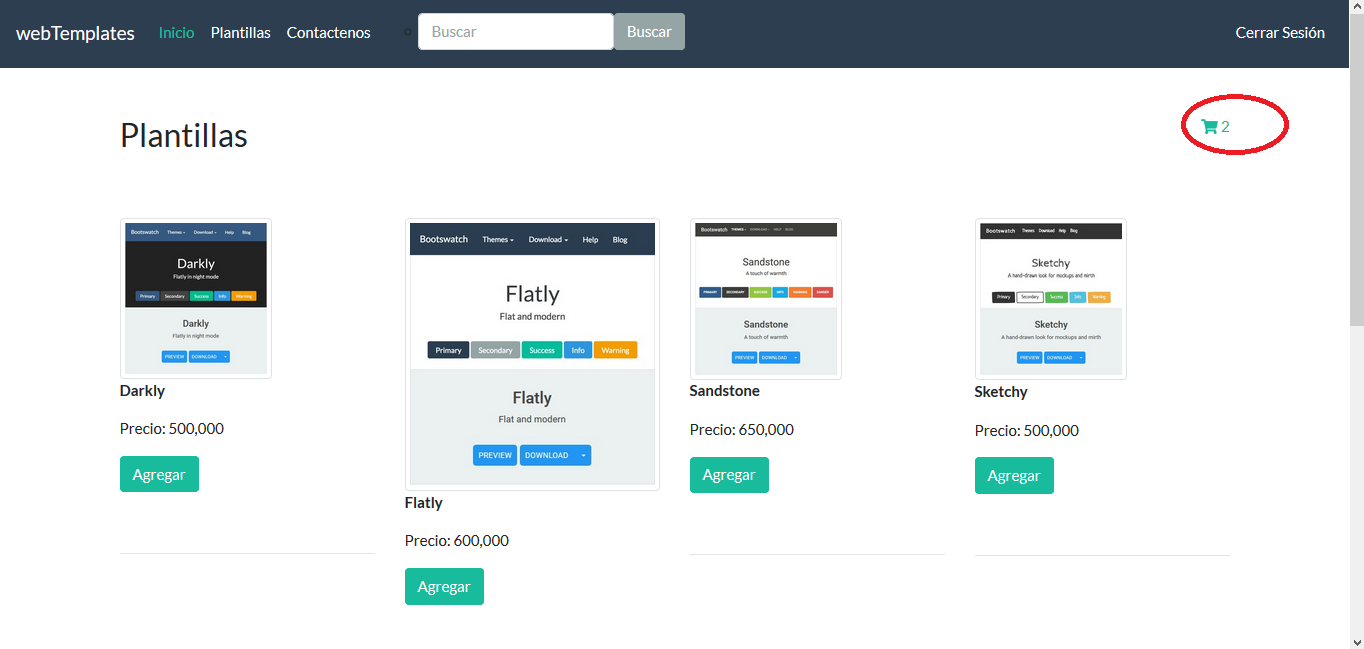 webTemplates Inicio Plantillas Contactenos Buscar Buscar Cerrar Sesión
Plantillas
2
Bootswatch Themes Download Help Blog
Darkly
Flatly in night mode
Primary Secondary Success Info Warning
Darkly
Flatly in night mode
PREVIEW DOWNLOAD
Darkly
Precio: 500,000
Agregar
Bootswatch Themes Download Help Blog
Flatly
Flat and modern
Primary Secondary Success Info Warning
Flatly
Flat and modern
PREVIEW DOWNLOAD
Flatly
Precio: 600,000
Agregar
Bootswatch THEMES DOWNLOAD HELP BLOG
Sandstone
A touch of warmth
PRIMARY SECONDARY SUCCESS INFO WARNING DANGER
Sandstone
A touch of warmth
PREVIEW DOWNLOAD
Sandstone
Precio: 650,000
Agregar
Bootswatch Themes Download Help Blog
Sketchy
A hand-drawn look for mockups and mirth
Primary Secondary Success Info Warning
Sketchy
A hand-drawn look for mockups and mirth
PREVIEW DOWNLOAD
Sketchy
Precio: 500,000
Agregar